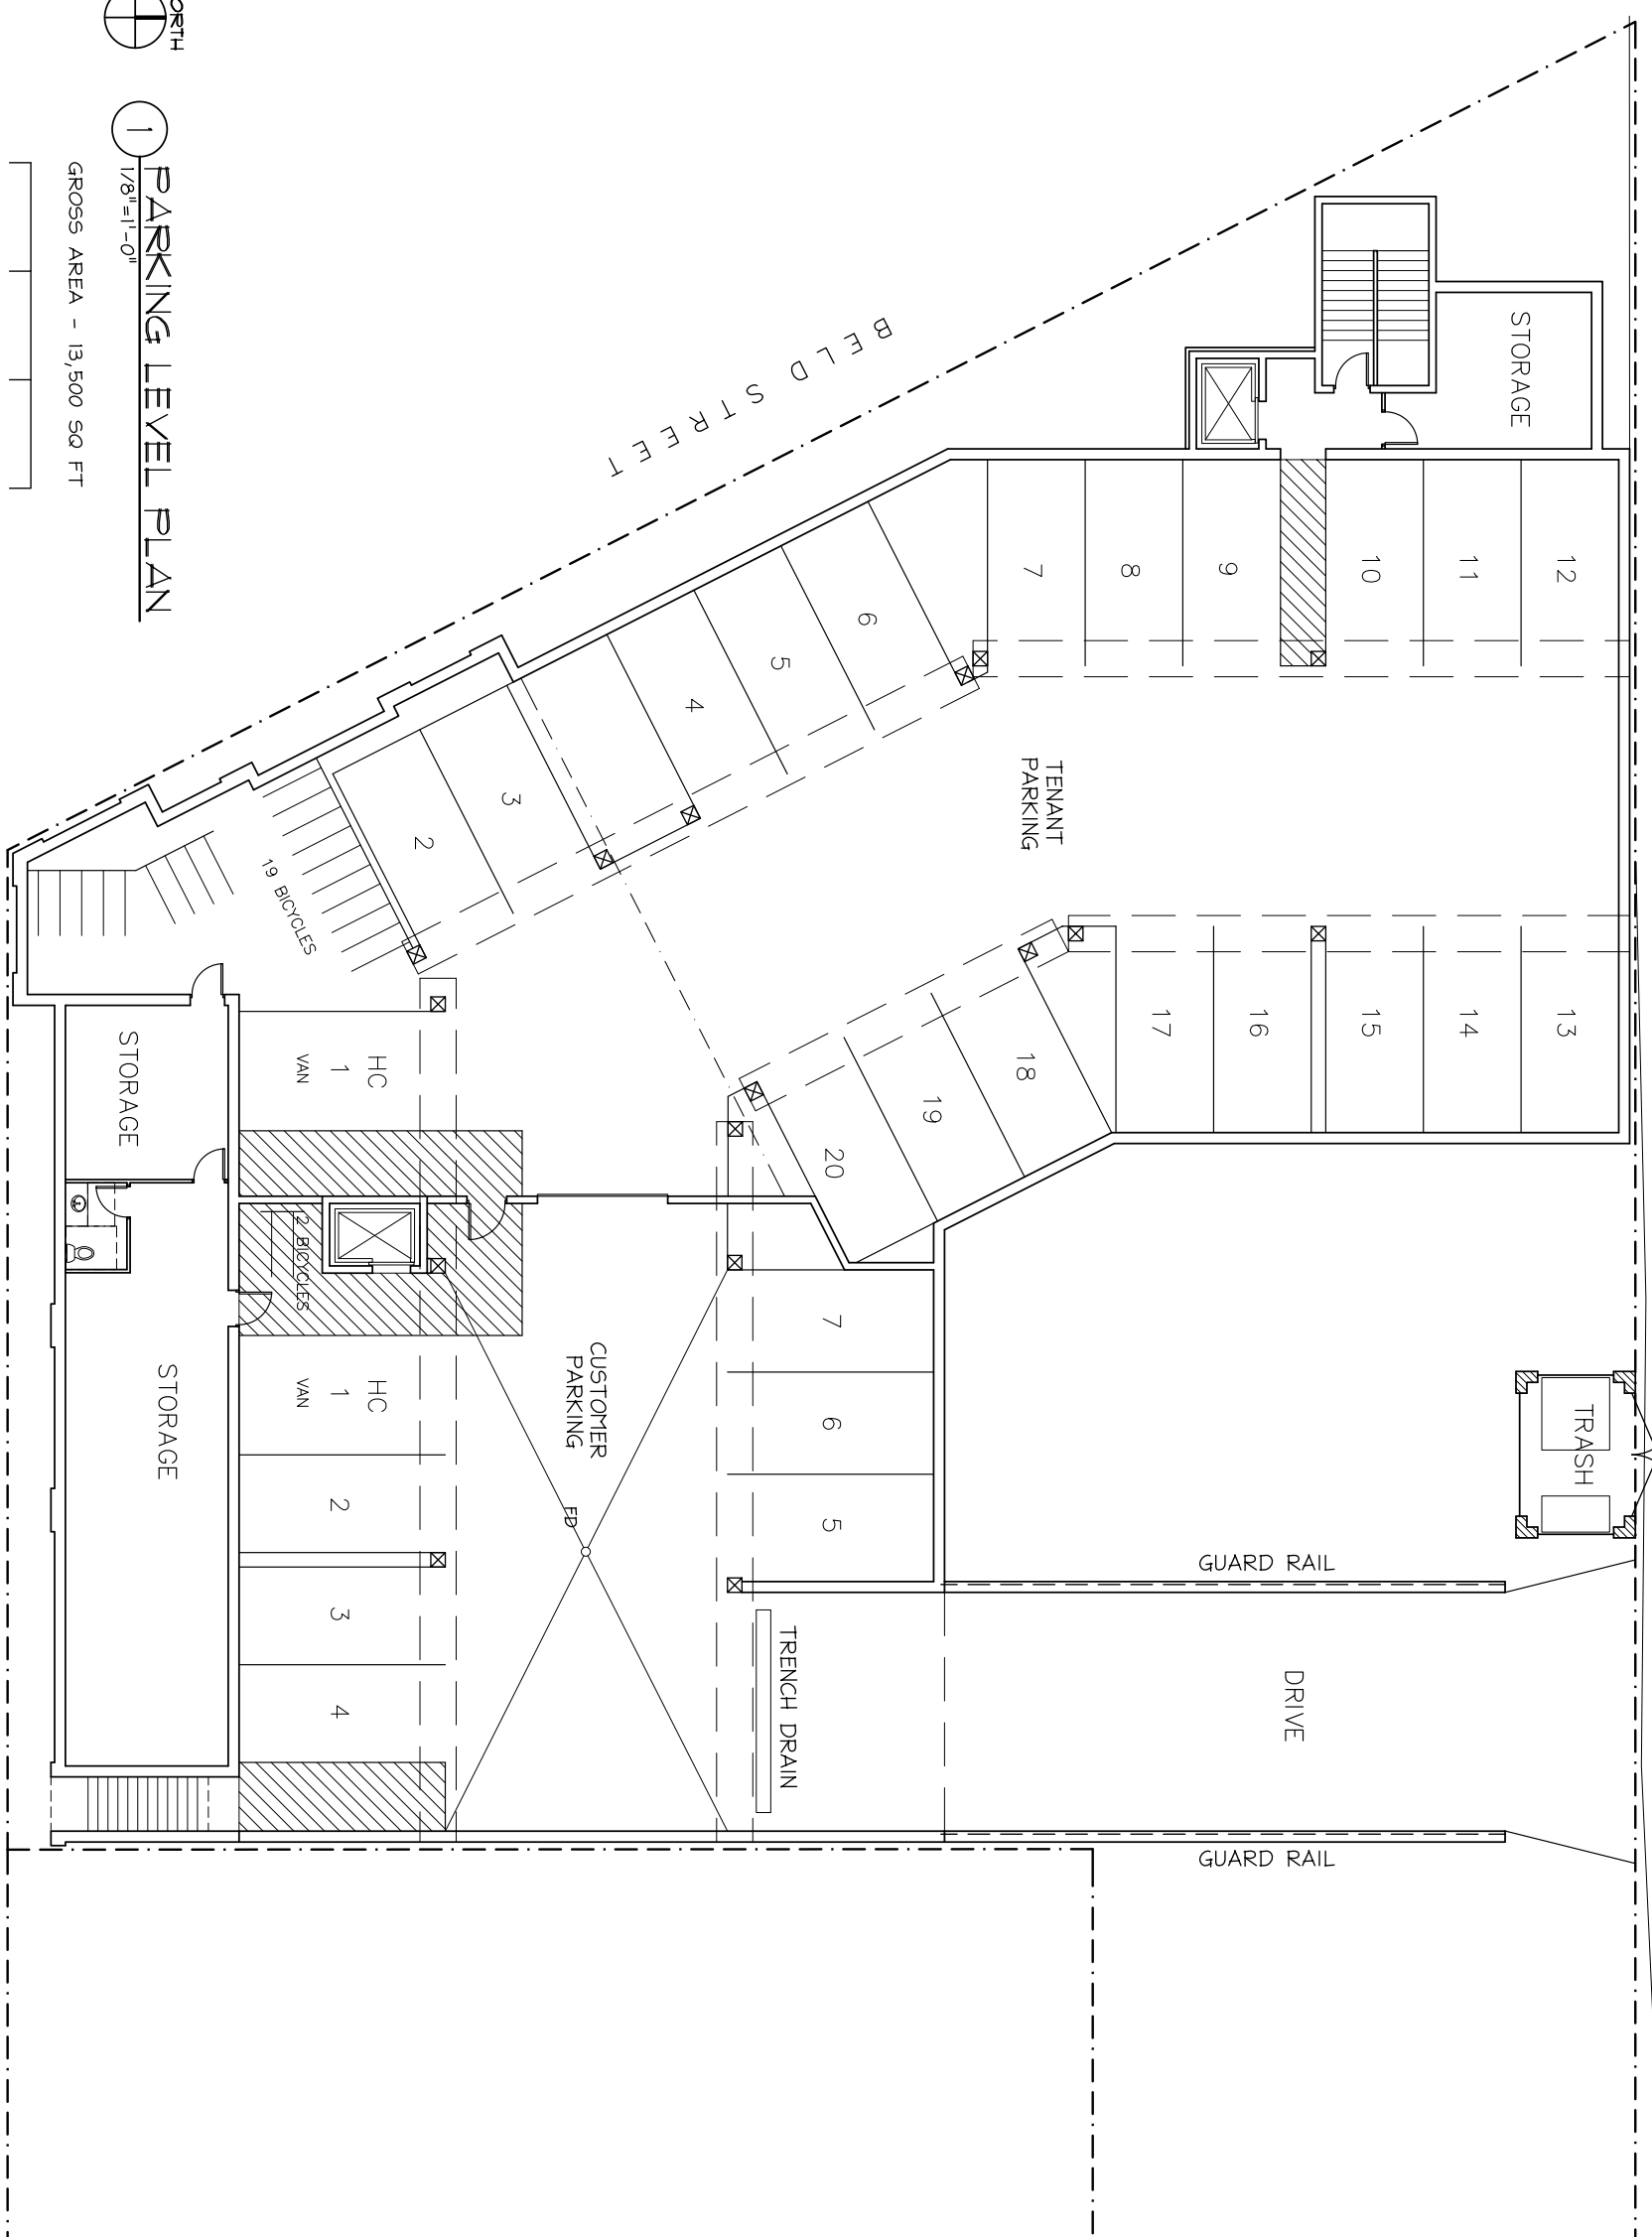 STORAGE
12
11
10
9
8
7
6
5
4
3
2
BELD STREET
TENANT
PARKING
13
14
15
16
17
18
19
20
19 BICYCLES
HC
1
VAN
STORAGE
2 BICYCLES
STORAGE
HC
1
VAN
2
3
4
CUSTOMER
PARKING
FD
7
6
5
TRENCH DRAIN
TRASH
GUARD RAIL
DRIVE
GUARD RAIL
ORTH
1
PARKING LEVEL PLAN
1/8"=1'-0"
GROSS AREA - 13,500 SQ FT